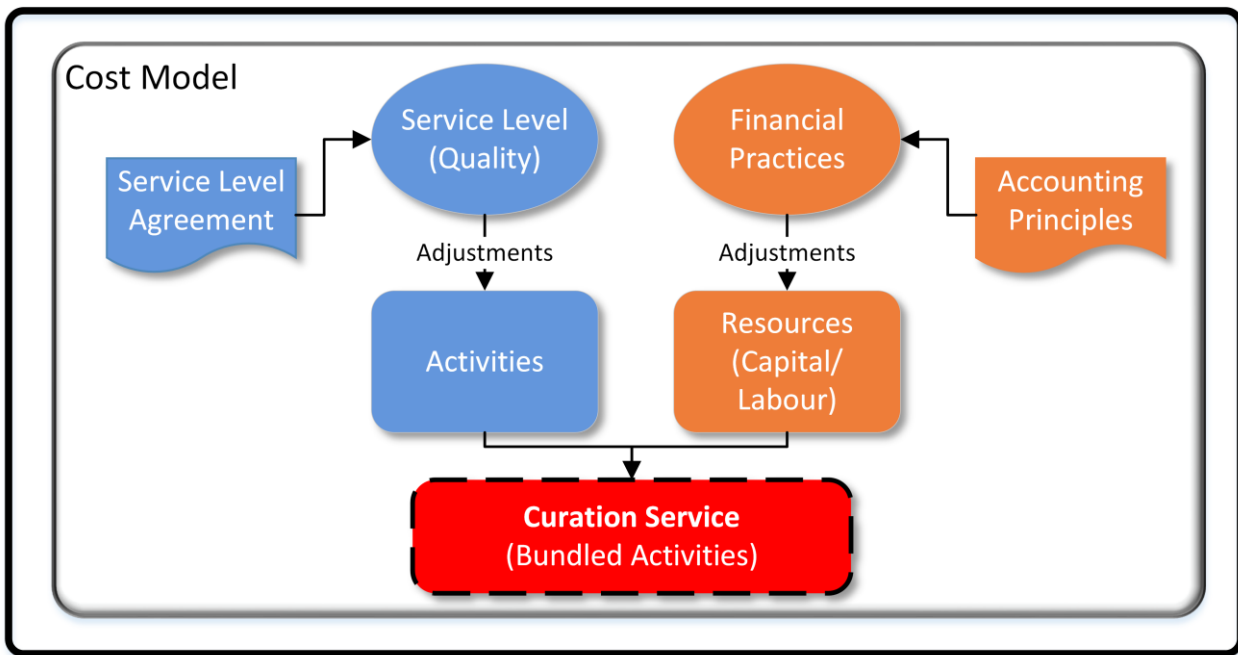 Cost Model
Service Level
(Quality)
Financial
Practices
Service Level
Agreement
Accounting
Principles
Adjustments
Adjustments
Activities
Resources
(Capital/
Labour)
Curation Service
(Bundled Activities)